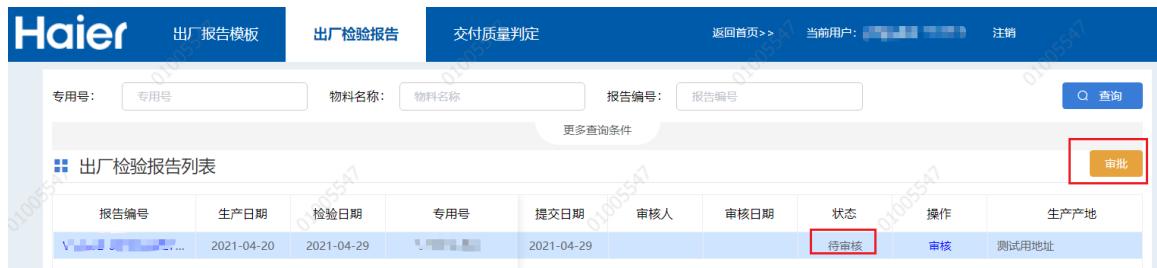 Haier 出厂报告模板 出厂检验报告 交付质量判定 返回首页>> 当前用户： 注销
专用号： 专用号 物料名称： 物料名称 报告编号： 报告编号 查询
更多查询条件
出厂检验报告列表 审批
报告编号 生产日期 检验日期 专用号 提交日期 审核人 审核日期 状态 操作 生产产地
2021-04-20 2021-04-29 2021-04-29 待审核 审核 测试用地址
01005547